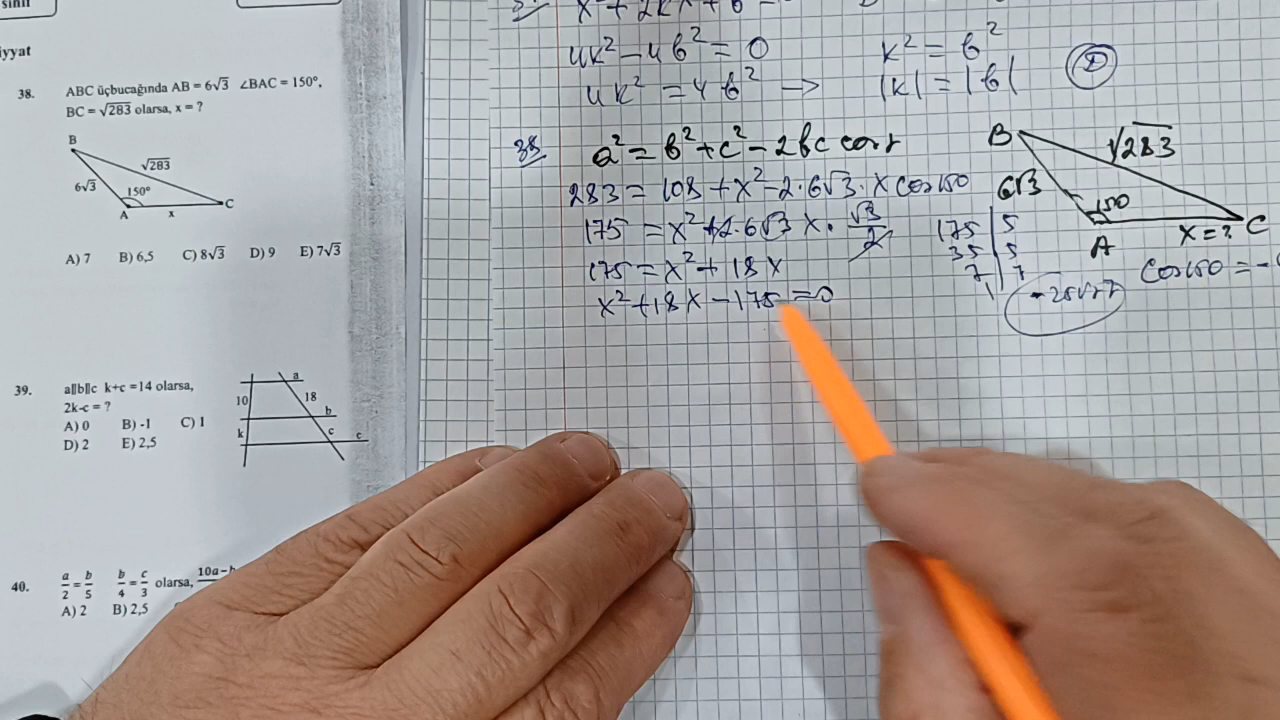 sinif
iyyat
38. ABC üçbucağında AB = 6√3 ∠BAC = 150°,
BC = √283 olarsa, x = ?
B
√283
6√3
150°
A
x
C
A) 7 B) 6,5 C) 8√3 D) 9 E) 7√3
39. a||b||c k+c =14 olarsa,
2k-c = ?
A) 0 B) -1 C) 1
D) 2 E) 2,5
a
10
18
b
k
c
c
40. a/2 = b/5 b/4 = c/3 olarsa, 10a-b
A) 2 B) 2,5
4k² - 4b² = 0 k² = b²
4k² = 4b² → |k| = |b| D
38 a² = b² + c² - 2bc cos
283 = 108 + x² - 2·6√3·x cos150
175 = x² + 2·6√3 x · √3/2
175 = x² + 18x
x² + 18x - 175 = 0
B
√283
6√3
150
A
x = ?
C
175 | 5
35 | 5
7 | 7
1
cos150 = -
-25 v+7